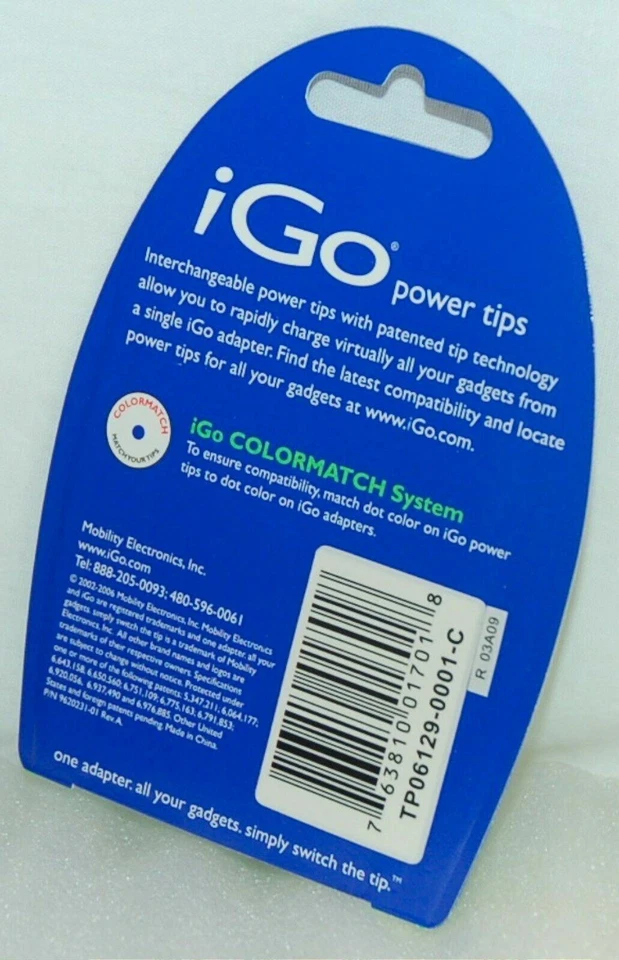 iGo® power tips
Interchangeable power tips with patented tip technology
allow you to rapidly charge virtually all your gadgets from
a single iGo adapter. Find the latest compatibility and locate
power tips for all your gadgets at www.iGo.com.
COLORMATCH
MATCH YOUR TIPS
iGo COLORMATCH System
To ensure compatibility, match dot color on iGo power
tips to dot color on iGo adapters.
Mobility Electronics, Inc.
www.iGo.com
Tel: 888-205-0093; 480-596-0061
© 2002-2006 Mobility Electronics, Inc. Mobility Electronics
and iGo are registered trademarks and one adapter. all your
gadgets. simply switch the tip is a trademark of Mobility
Electronics, Inc. All other brand names and logos are
trademarks of their respective owners. Specifications
are subject to change without notice. Protected under
one or more of the following patents: 5,347,211; 6,064,177;
6,643,158; 6,650,560; 6,751,109; 6,775,163; 6,791,853;
6,920,056; 6,937,490 and 6,976,885. Other United
States and foreign patents pending. Made in China.
P/N 9620231-01 Rev.A
7 63810 01701 8
TP06129-0001-C
R 03A09
one adapter. all your gadgets. simply switch the tip.™